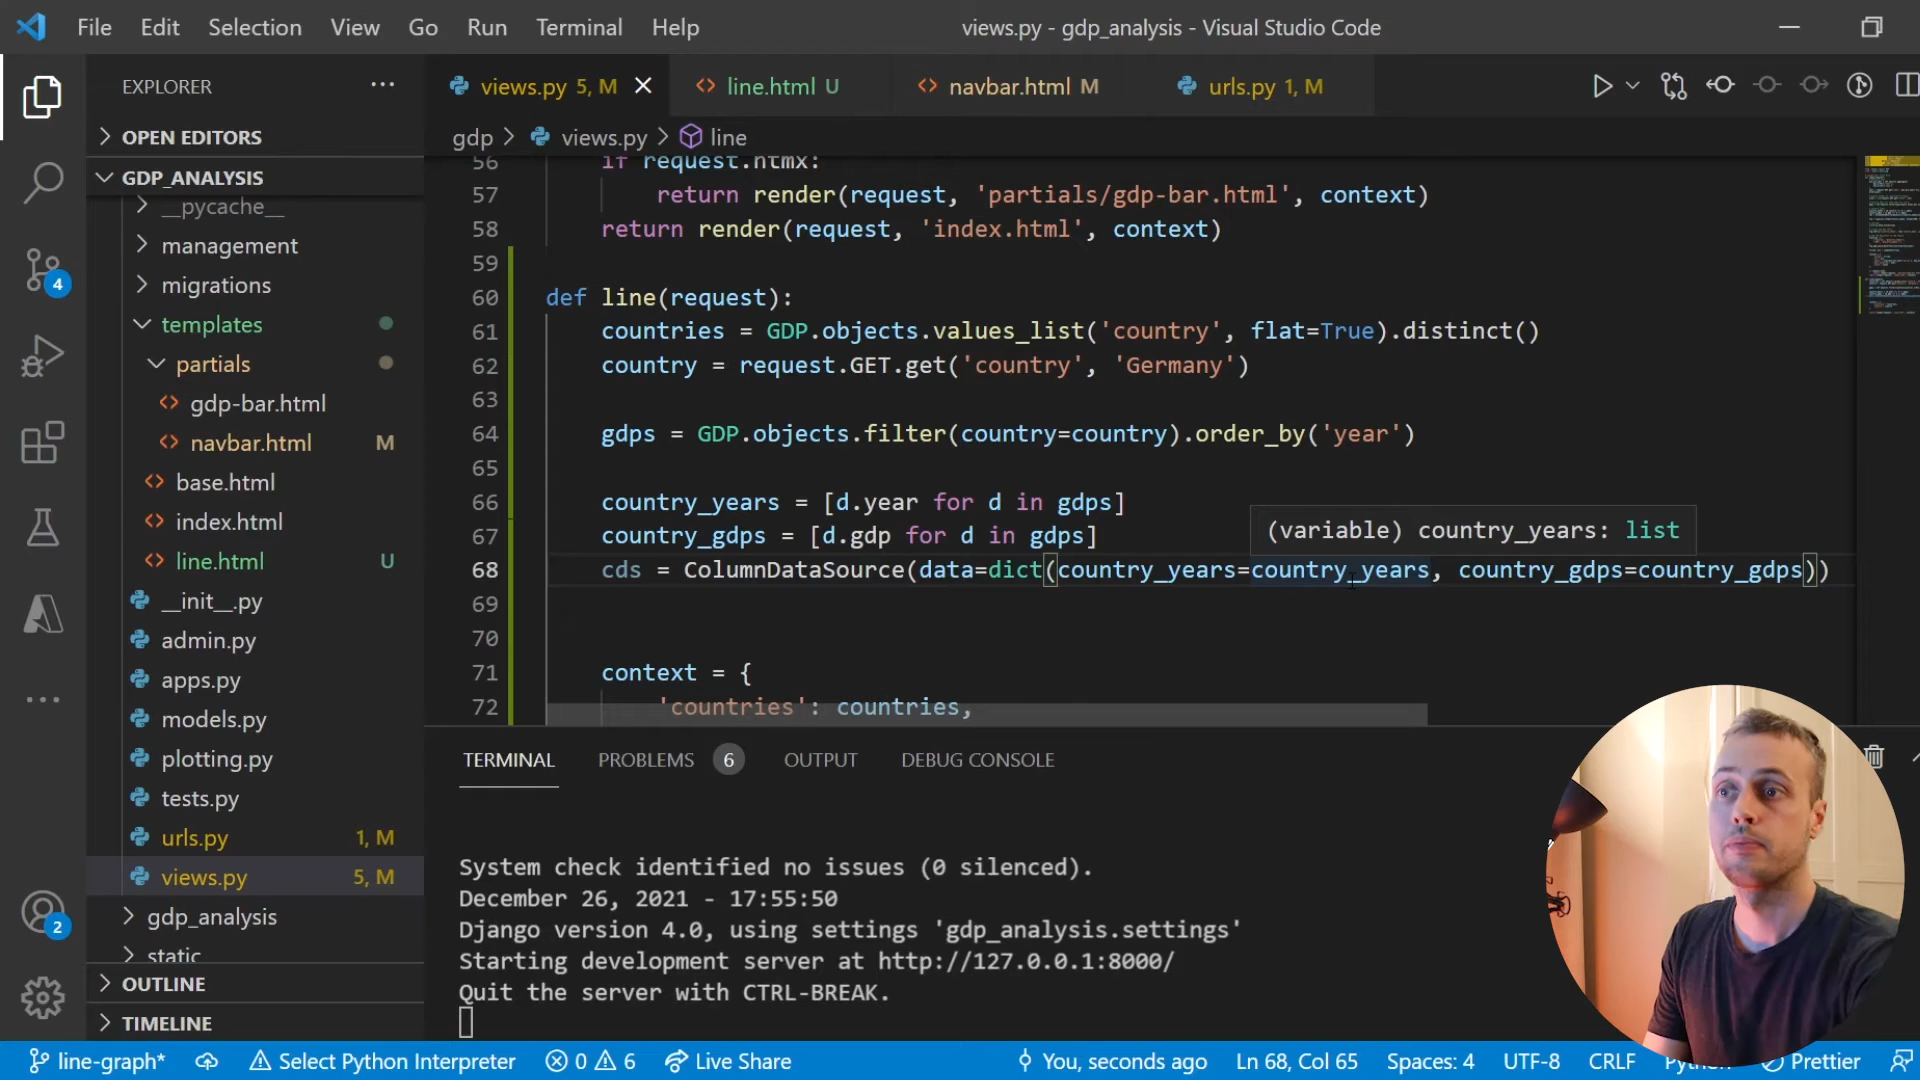 File Edit Selection View Go Run Terminal Help views.py - gdp_analysis - Visual Studio Code
EXPLORER ···
OPEN EDITORS
GDP_ANALYSIS
__pycache__
management
migrations
templates
partials
gdp-bar.html
navbar.html M
base.html
index.html
line.html U
__init__.py
admin.py
apps.py
models.py
plotting.py
tests.py
urls.py 1, M
views.py 5, M
gdp_analysis
static
OUTLINE
TIMELINE
4
2
views.py 5, M line.html U navbar.html M urls.py 1, M
gdp > views.py > line
56 if request.htmx:
57 return render(request, 'partials/gdp-bar.html', context)
58 return render(request, 'index.html', context)
59
60 def line(request):
61 countries = GDP.objects.values_list('country', flat=True).distinct()
62 country = request.GET.get('country', 'Germany')
63
64 gdps = GDP.objects.filter(country=country).order_by('year')
65
66 country_years = [d.year for d in gdps]
67 country_gdps = [d.gdp for d in gdps]
(variable) country_years: list
68 cds = ColumnDataSource(data=dict(country_years=country_years, country_gdps=country_gdps))
69
70
71 context = {
72 'countries': countries,
TERMINAL PROBLEMS 6 OUTPUT DEBUG CONSOLE
System check identified no issues (0 silenced).
December 26, 2021 - 17:55:50
Django version 4.0, using settings 'gdp_analysis.settings'
Starting development server at http://127.0.0.1:8000/
Quit the server with CTRL-BREAK.
line-graph* Select Python Interpreter 0 6 Live Share You, seconds ago Ln 68, Col 65 Spaces: 4 UTF-8 CRLF Prettier